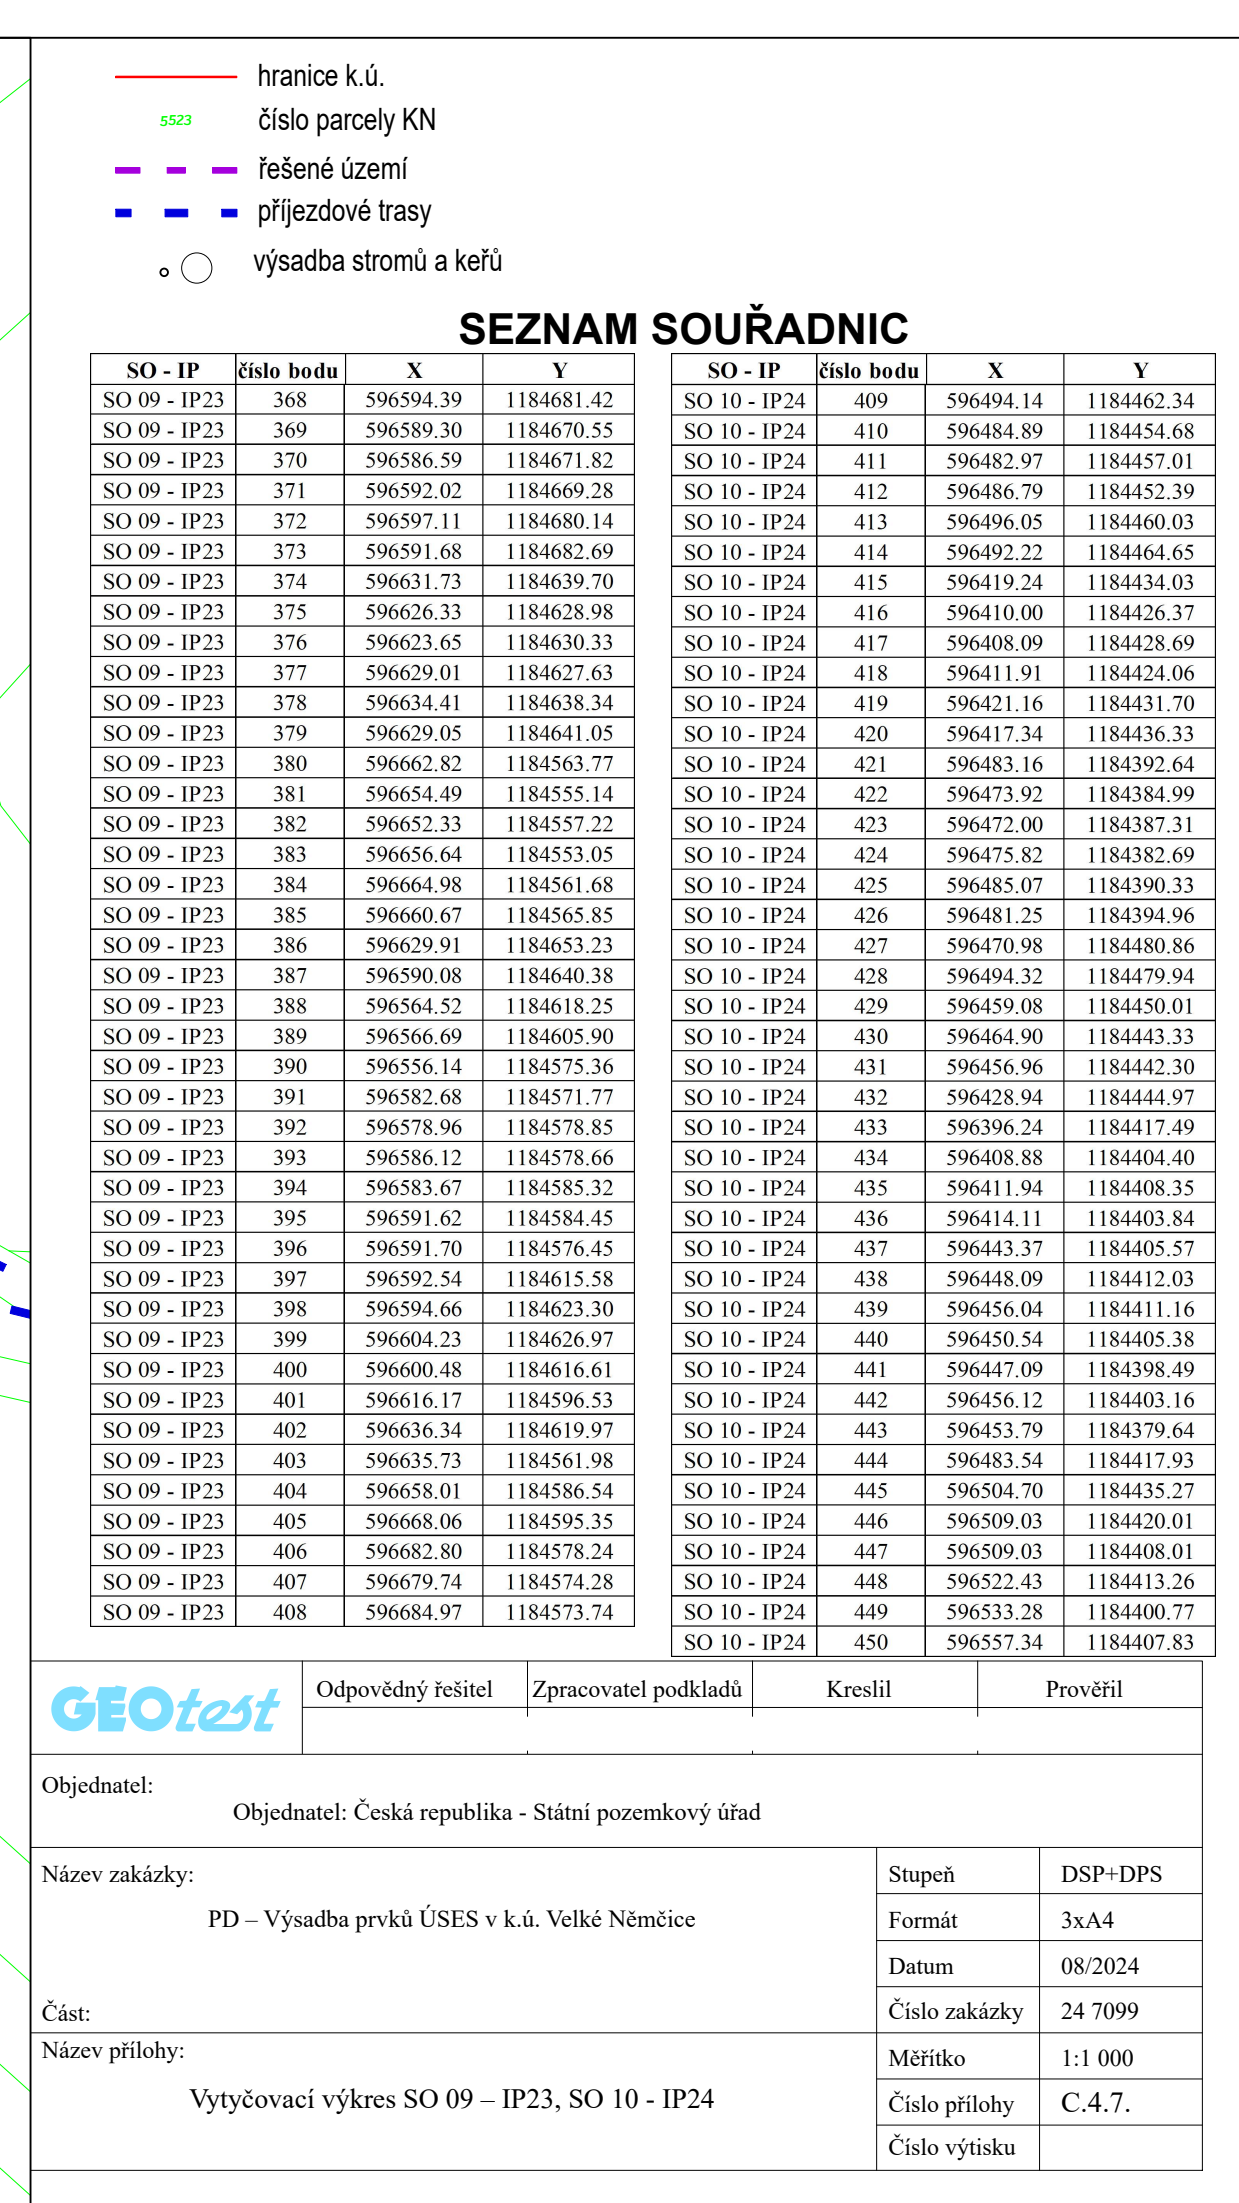 hranice k.ú.
5523 číslo parcely KN
řešené území
příjezdové trasy
výsadba stromů a keřů
SEZNAM SOUŘADNIC
SO - IP číslo bodu X Y
SO 09 - IP23 368 596594.39 1184681.42
SO 09 - IP23 369 596589.30 1184670.55
SO 09 - IP23 370 596586.59 1184671.82
SO 09 - IP23 371 596592.02 1184669.28
SO 09 - IP23 372 596597.11 1184680.14
SO 09 - IP23 373 596591.68 1184682.69
SO 09 - IP23 374 596631.73 1184639.70
SO 09 - IP23 375 596626.33 1184628.98
SO 09 - IP23 376 596623.65 1184630.33
SO 09 - IP23 377 596629.01 1184627.63
SO 09 - IP23 378 596634.41 1184638.34
SO 09 - IP23 379 596629.05 1184641.05
SO 09 - IP23 380 596662.82 1184563.77
SO 09 - IP23 381 596654.49 1184555.14
SO 09 - IP23 382 596652.33 1184557.22
SO 09 - IP23 383 596656.64 1184553.05
SO 09 - IP23 384 596664.98 1184561.68
SO 09 - IP23 385 596660.67 1184565.85
SO 09 - IP23 386 596629.91 1184653.23
SO 09 - IP23 387 596590.08 1184640.38
SO 09 - IP23 388 596564.52 1184618.25
SO 09 - IP23 389 596566.69 1184605.90
SO 09 - IP23 390 596556.14 1184575.36
SO 09 - IP23 391 596582.68 1184571.77
SO 09 - IP23 392 596578.96 1184578.85
SO 09 - IP23 393 596586.12 1184578.66
SO 09 - IP23 394 596583.67 1184585.32
SO 09 - IP23 395 596591.62 1184584.45
SO 09 - IP23 396 596591.70 1184576.45
SO 09 - IP23 397 596592.54 1184615.58
SO 09 - IP23 398 596594.66 1184623.30
SO 09 - IP23 399 596604.23 1184626.97
SO 09 - IP23 400 596600.48 1184616.61
SO 09 - IP23 401 596616.17 1184596.53
SO 09 - IP23 402 596636.34 1184619.97
SO 09 - IP23 403 596635.73 1184561.98
SO 09 - IP23 404 596658.01 1184586.54
SO 09 - IP23 405 596668.06 1184595.35
SO 09 - IP23 406 596682.80 1184578.24
SO 09 - IP23 407 596679.74 1184574.28
SO 09 - IP23 408 596684.97 1184573.74
SO - IP číslo bodu X Y
SO 10 - IP24 409 596494.14 1184462.34
SO 10 - IP24 410 596484.89 1184454.68
SO 10 - IP24 411 596482.97 1184457.01
SO 10 - IP24 412 596486.79 1184452.39
SO 10 - IP24 413 596496.05 1184460.03
SO 10 - IP24 414 596492.22 1184464.65
SO 10 - IP24 415 596419.24 1184434.03
SO 10 - IP24 416 596410.00 1184426.37
SO 10 - IP24 417 596408.09 1184428.69
SO 10 - IP24 418 596411.91 1184424.06
SO 10 - IP24 419 596421.16 1184431.70
SO 10 - IP24 420 596417.34 1184436.33
SO 10 - IP24 421 596483.16 1184392.64
SO 10 - IP24 422 596473.92 1184384.99
SO 10 - IP24 423 596472.00 1184387.31
SO 10 - IP24 424 596475.82 1184382.69
SO 10 - IP24 425 596485.07 1184390.33
SO 10 - IP24 426 596481.25 1184394.96
SO 10 - IP24 427 596470.98 1184480.86
SO 10 - IP24 428 596494.32 1184479.94
SO 10 - IP24 429 596459.08 1184450.01
SO 10 - IP24 430 596464.90 1184443.33
SO 10 - IP24 431 596456.96 1184442.30
SO 10 - IP24 432 596428.94 1184444.97
SO 10 - IP24 433 596396.24 1184417.49
SO 10 - IP24 434 596408.88 1184404.40
SO 10 - IP24 435 596411.94 1184408.35
SO 10 - IP24 436 596414.11 1184403.84
SO 10 - IP24 437 596443.37 1184405.57
SO 10 - IP24 438 596448.09 1184412.03
SO 10 - IP24 439 596456.04 1184411.16
SO 10 - IP24 440 596450.54 1184405.38
SO 10 - IP24 441 596447.09 1184398.49
SO 10 - IP24 442 596456.12 1184403.16
SO 10 - IP24 443 596453.79 1184379.64
SO 10 - IP24 444 596483.54 1184417.93
SO 10 - IP24 445 596504.70 1184435.27
SO 10 - IP24 446 596509.03 1184420.01
SO 10 - IP24 447 596509.03 1184408.01
SO 10 - IP24 448 596522.43 1184413.26
SO 10 - IP24 449 596533.28 1184400.77
SO 10 - IP24 450 596557.34 1184407.83
GEOtest
Odpovědný řešitel Zpracovatel podkladů Kreslil Prověřil
Objednatel:
Objednatel: Česká republika - Státní pozemkový úřad
Název zakázky:
PD – Výsadba prvků ÚSES v k.ú. Velké Němčice
Část:
Stupeň DSP+DPS
Formát 3xA4
Datum 08/2024
Číslo zakázky 24 7099
Název přílohy:
Vytyčovací výkres SO 09 – IP23, SO 10 - IP24
Měřítko 1:1 000
Číslo přílohy C.4.7.
Číslo výtisku